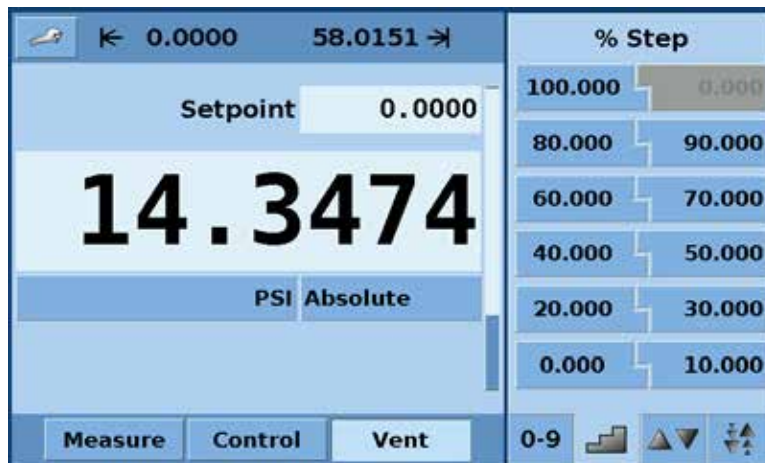 0.0000 58.0151
Setpoint 0.0000
14.3474
PSI Absolute
Measure Control Vent
% Step
100.000 0.000
80.000 90.000
60.000 70.000
40.000 50.000
20.000 30.000
0.000 10.000
0-9